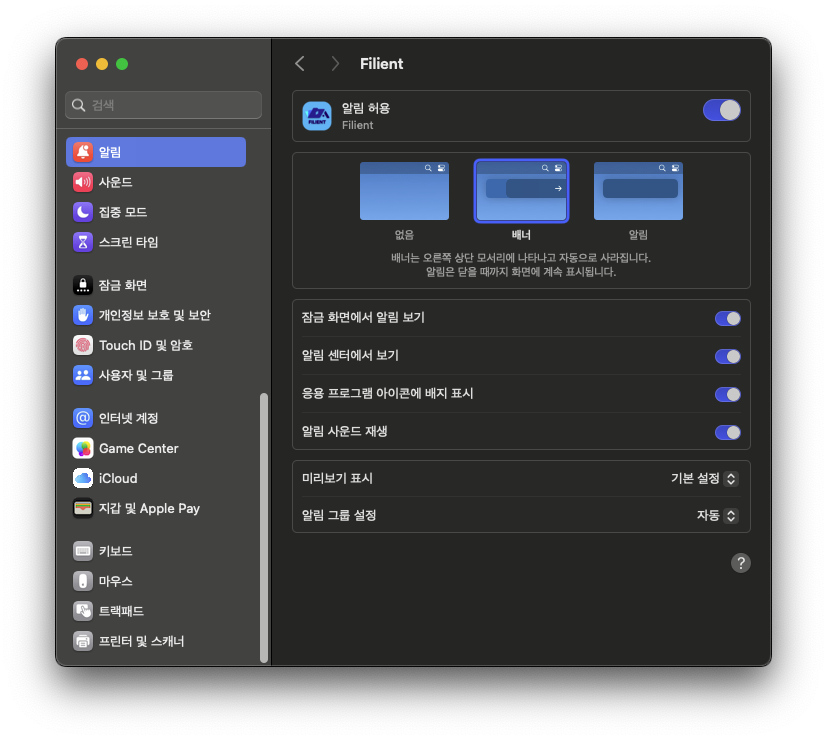 Filient
검색
알림
사운드
집중 모드
스크린 타임
잠금 화면
개인정보 보호 및 보안
Touch ID 및 암호
사용자 및 그룹
인터넷 계정
Game Center
iCloud
지갑 및 Apple Pay
키보드
마우스
트랙패드
프린터 및 스캐너
알림 허용
Filient
FILIENT
없음
배너
알림
배너는 오른쪽 상단 모서리에 나타나고 자동으로 사라집니다.
알림은 닫을 때까지 화면에 계속 표시됩니다.
잠금 화면에서 알림 보기
알림 센터에서 보기
응용 프로그램 아이콘에 배지 표시
알림 사운드 재생
미리보기 표시 기본 설정
알림 그룹 설정 자동
?